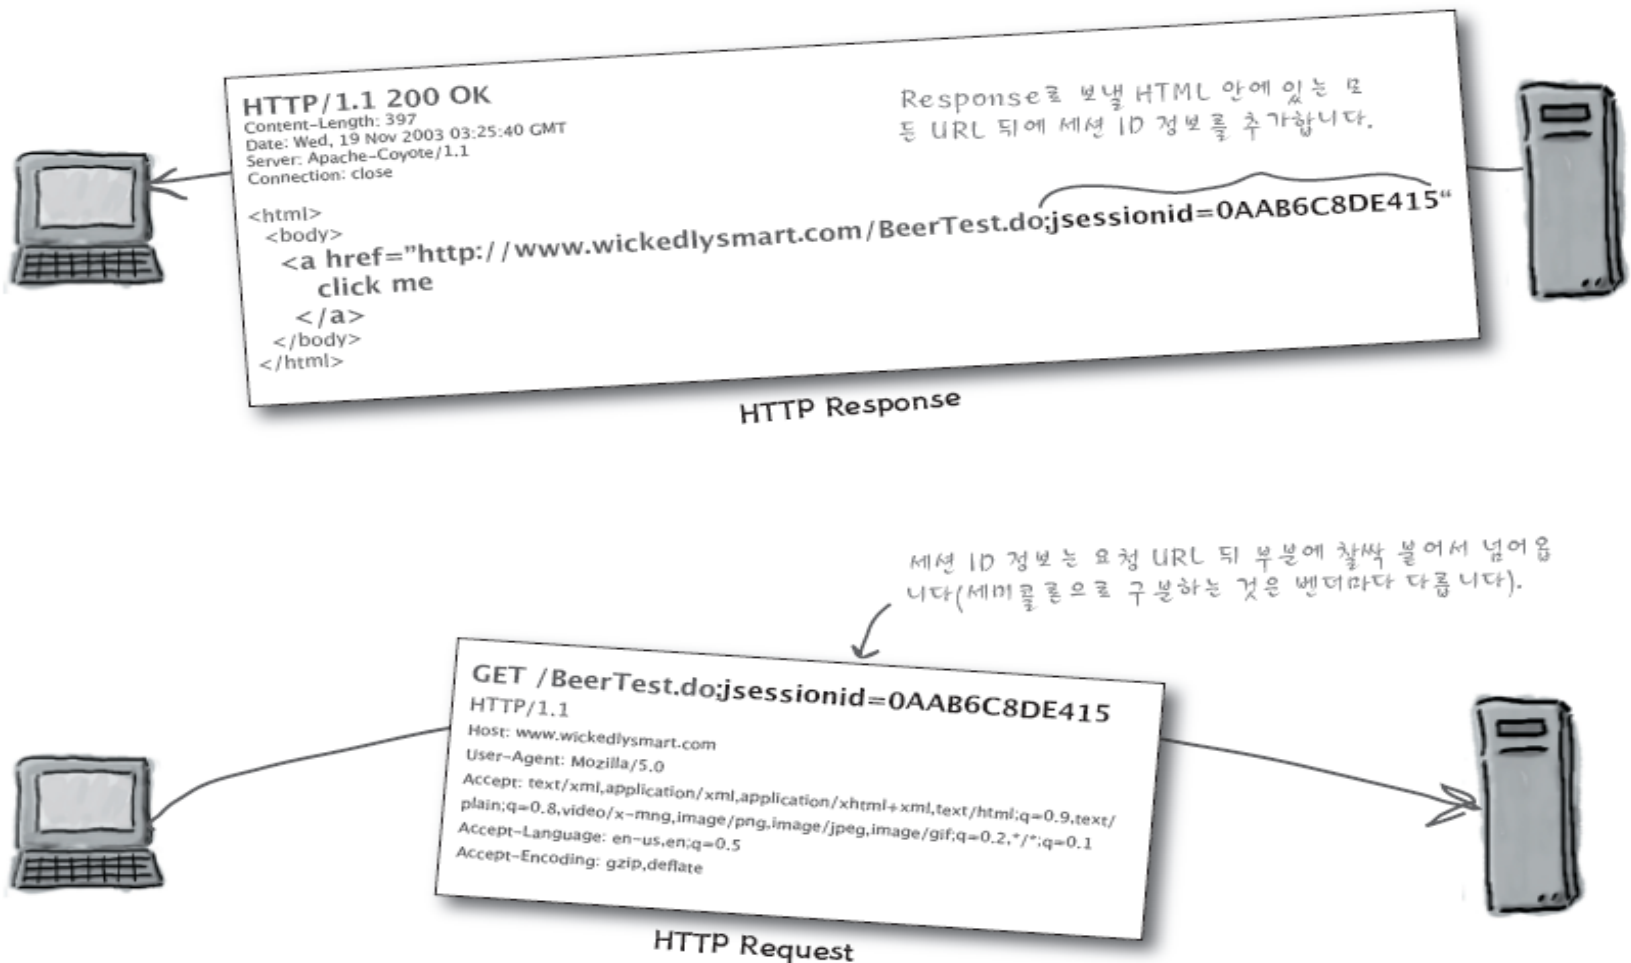 HTTP/1.1 200 OK
Content-Length: 397
Date: Wed, 19 Nov 2003 03:25:40 GMT
Server: Apache-Coyote/1.1
Connection: close
Response로 보낼 HTML 안에 있는 모
든 URL 뒤에 세션 ID 정보를 추가합니다.
<html>
<body>
<a href="http://www.wickedlysmart.com/BeerTest.do;jsessionid=0AAB6C8DE415“
click me
</a>
</body>
</html>
HTTP Response
세션 ID 정보는 요청 URL 뒤 부분에 찰싹 붙어서 넘어옵
니다(세미콜론으로 구분하는 것은 벤더마다 다릅니다).
GET /BeerTest.do;jsessionid=0AAB6C8DE415
HTTP/1.1
Host: www.wickedlysmart.com
User-Agent: Mozilla/5.0
Accept: text/xml,application/xml,application/xhtml+xml,text/html;q=0.9,text/
plain;q=0.8,video/x-mng,image/png,image/jpeg,image/gif;q=0.2,*/*;q=0.1
Accept-Language: en-us,en;q=0.5
Accept-Encoding: gzip,deflate
HTTP Request